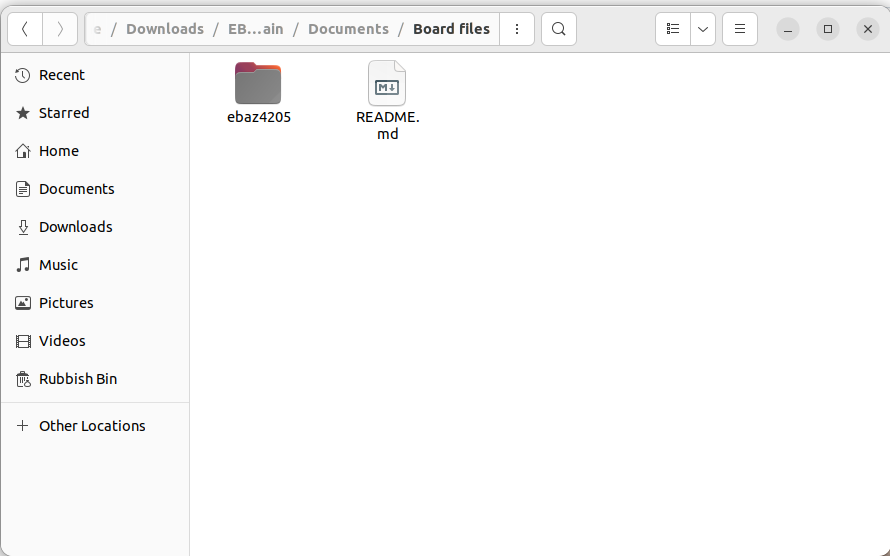 e / Downloads / EB...ain / Documents / Board files
Recent
Starred
Home
Documents
Downloads
Music
Pictures
Videos
Rubbish Bin
Other Locations
ebaz4205
M
README.
md